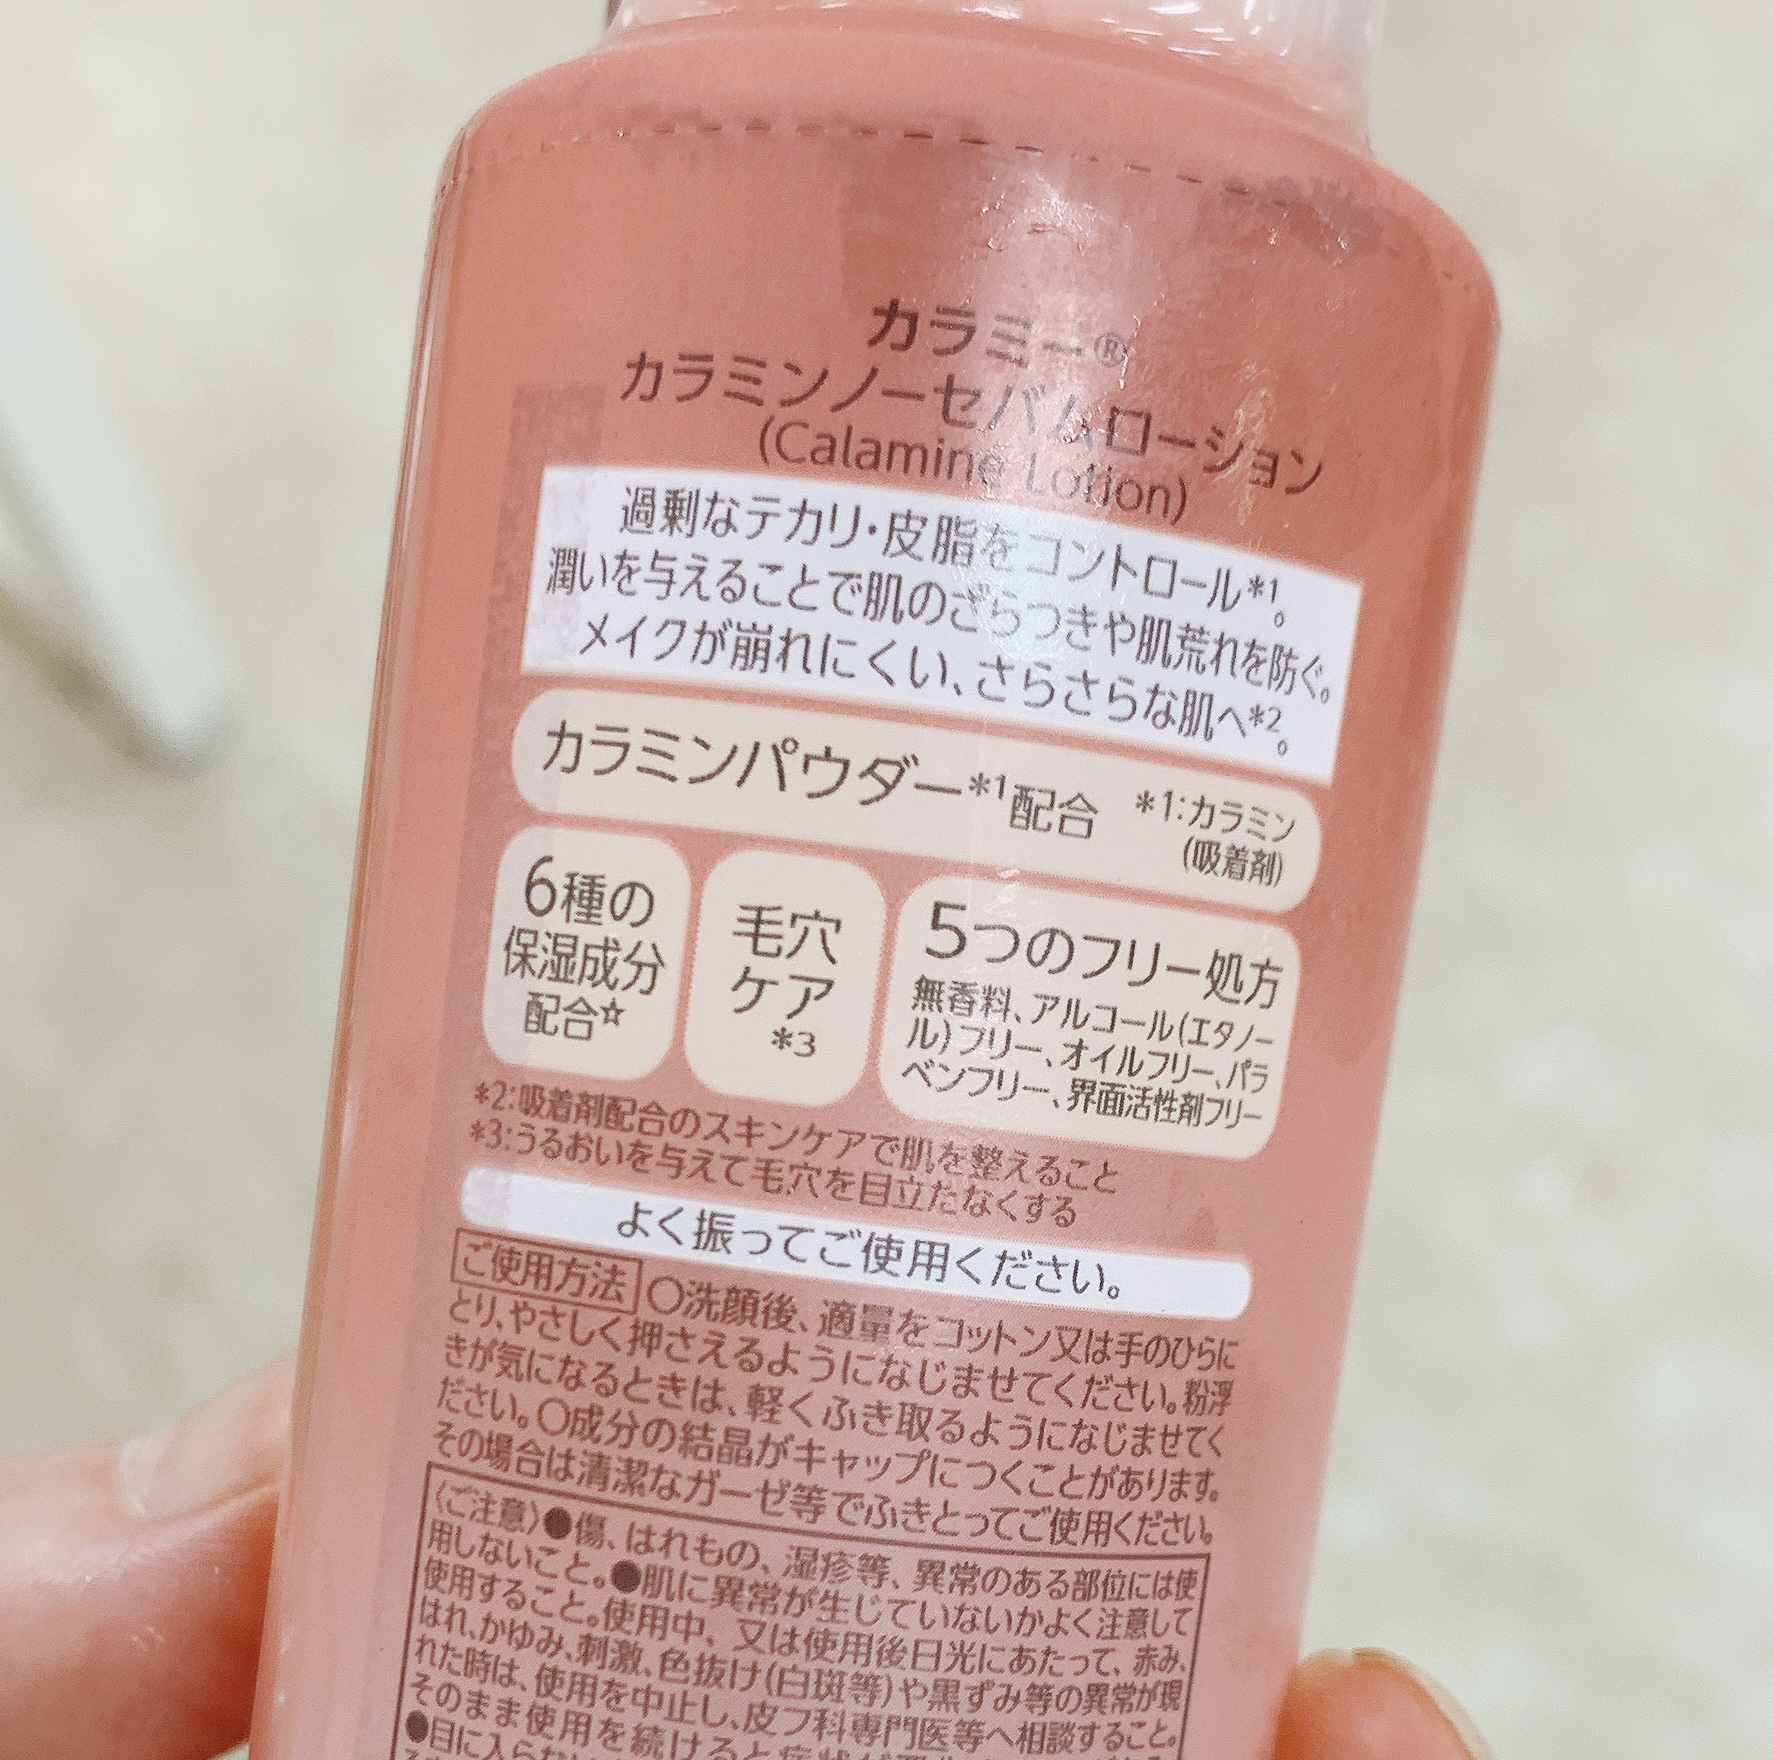 カラミー®
カラミンノーセバムローション
(Calamine Lotion)
過剰なテカリ・皮脂をコントロール*1。
潤いを与えることで肌のざらつきや肌荒れを防ぐ。
メイクが崩れにくい、さらさらな肌へ*2。
カラミンパウダー*1配合
*1:カラミン
(吸着剤)
6種の
保湿成分
配合☆
毛穴
ケア
*3
5つのフリー処方
無香料、アルコール(エタノー
ル)フリー、オイルフリー、パラ
ベンフリー、界面活性剤フリー
*2:吸着剤配合のスキンケアで肌を整えること
*3:うるおいを与えて毛穴を目立たなくする
よく振ってご使用ください。
ご使用方法 〇洗顔後、適量をコットン又は手のひらに
とり、やさしく押さえるようになじませてください。粉浮
きが気になるときは、軽くふき取るようになじませてく
ださい。〇成分の結晶がキャップにつくことがあります。
その場合は清潔なガーゼ等でふきとってご使用ください。
〈ご注意〉●傷、はれもの、湿疹等、異常のある部位には使
用しないこと。●肌に異常が生じていないかよく注意して
使用すること。使用中、又は使用後日光にあたって、赤み、
はれ、かゆみ、刺激、色抜け(白斑等)や黒ずみ等の異常が現
れた時は、使用を中止し、皮フ科専門医等へ相談すること。
そのまま使用を続けると症状が
●目に入らない